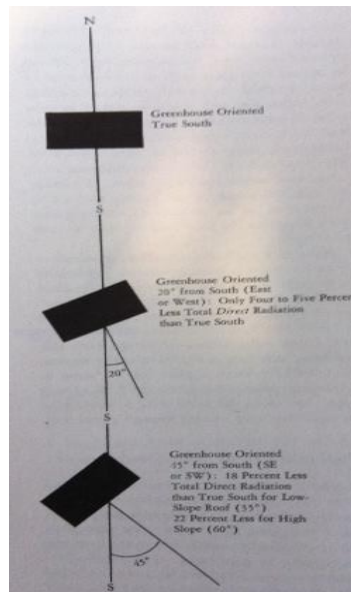 N
Greenhouse Oriented
True South
S
Greenhouse Oriented
20° from South (East
or West): Only Four to Five Percent
Less Total Direct Radiation
than True South
20°
S
Greenhouse Oriented
45° from South (SE
or SW): 18 Percent Less
Total Direct Radiation
than True South for Low-
Slope Roof (35°)
22 Percent Less for High
Slope (60°)
45°
S